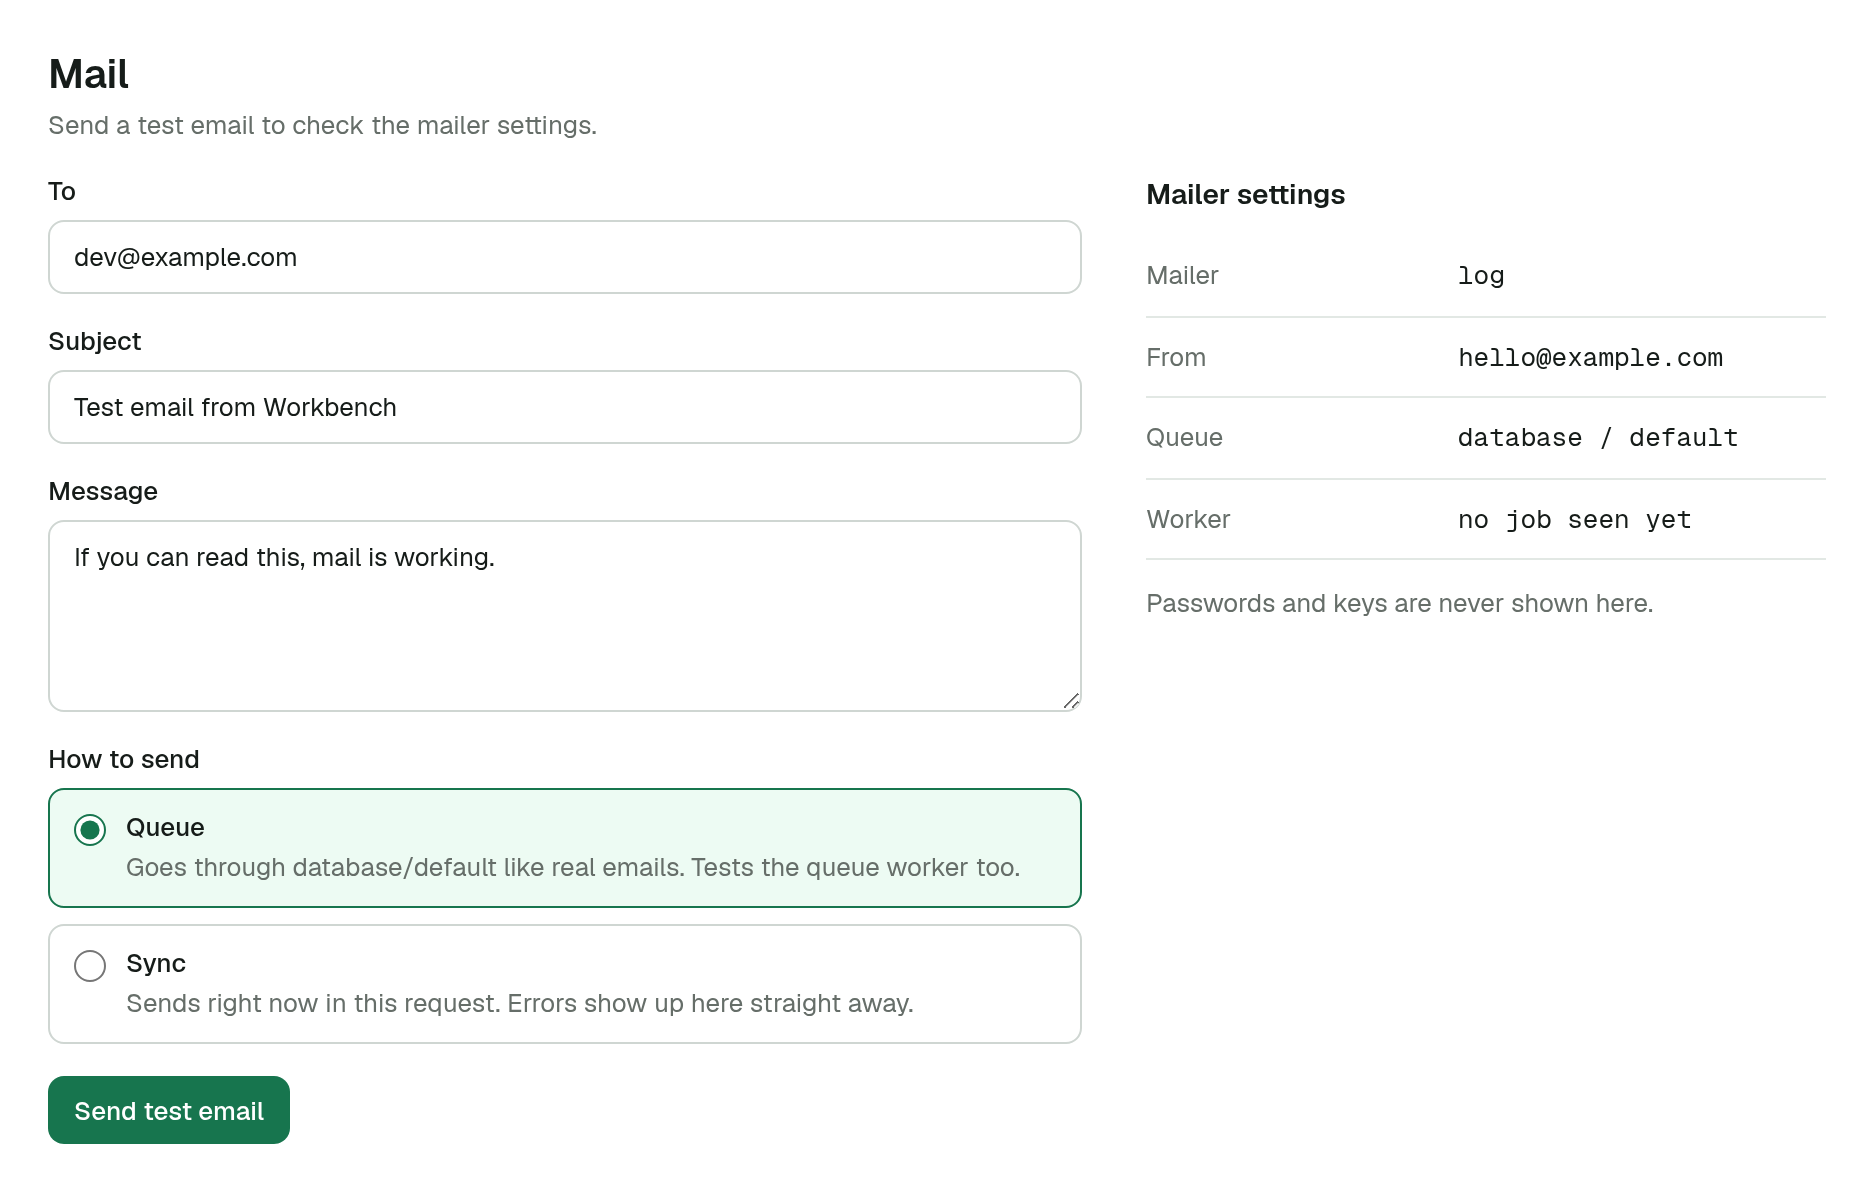 Mail
Send a test email to check the mailer settings.
To
dev@example.com
Subject
Test email from Workbench
Message
If you can read this, mail is working.
How to send
Queue
Goes through database/default like real emails. Tests the queue worker too.
Sync
Sends right now in this request. Errors show up here straight away.
Send test email
Mailer settings
Mailer log
From hello@example.com
Queue database / default
Worker no job seen yet
Passwords and keys are never shown here.